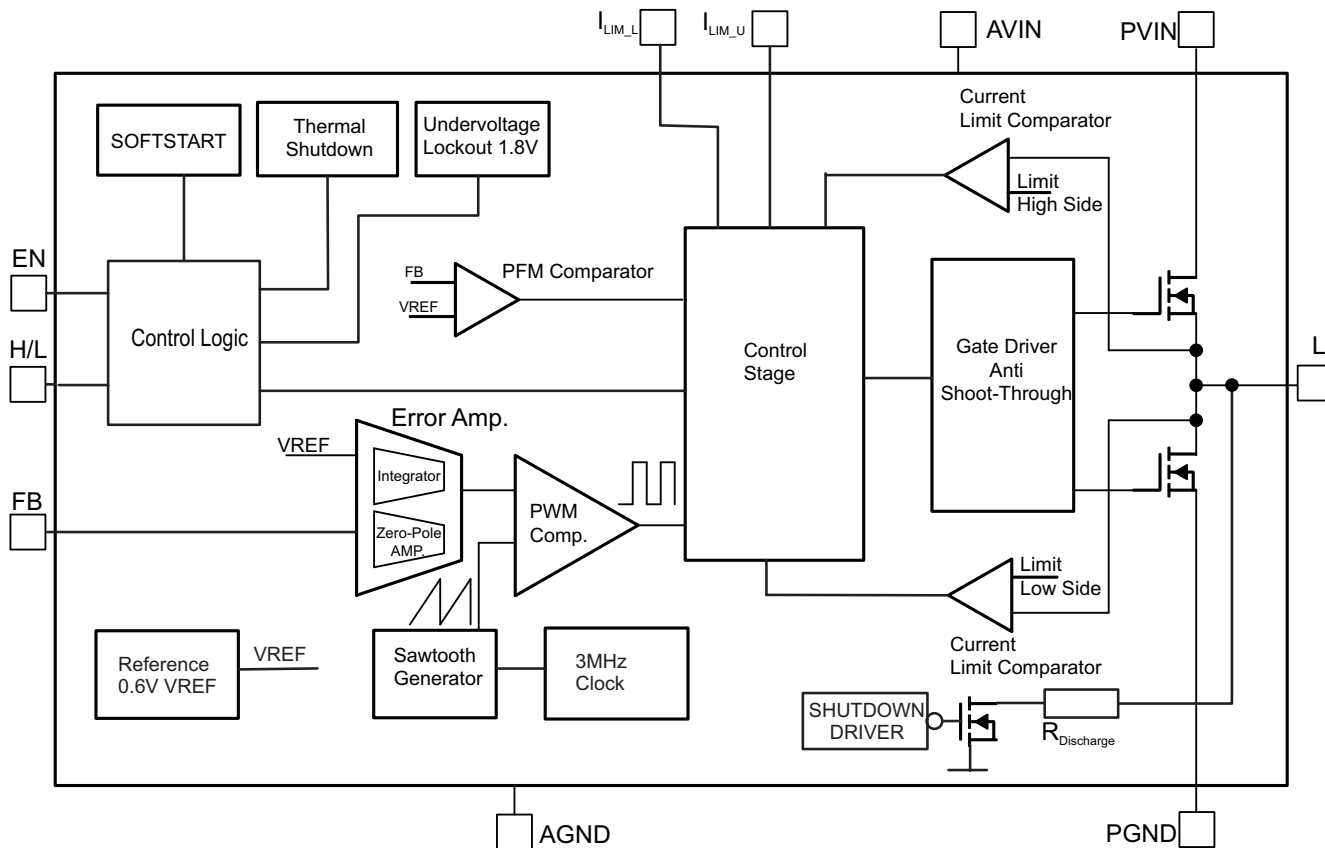 I LIM_L
I LIM_U
AVIN
PVIN
Current
Limit Comparator
SOFTSTART
Thermal
Shutdown
Undervoltage
Lockout 1.8V
Limit
High Side
EN
FB
VREF
PFM Comparator
Control Logic
H/L
Control
Stage
Gate Driver
Anti
Shoot-Through
L
Error Amp.
VREF
Integrator
FB
Zero-Pole
AMP.
PWM
Comp.
Limit
Low Side
Current
Limit Comparator
Reference
0.6V VREF
VREF
Sawtooth
Generator
3MHz
Clock
SHUTDOWN
DRIVER
R Discharge
AGND
PGND